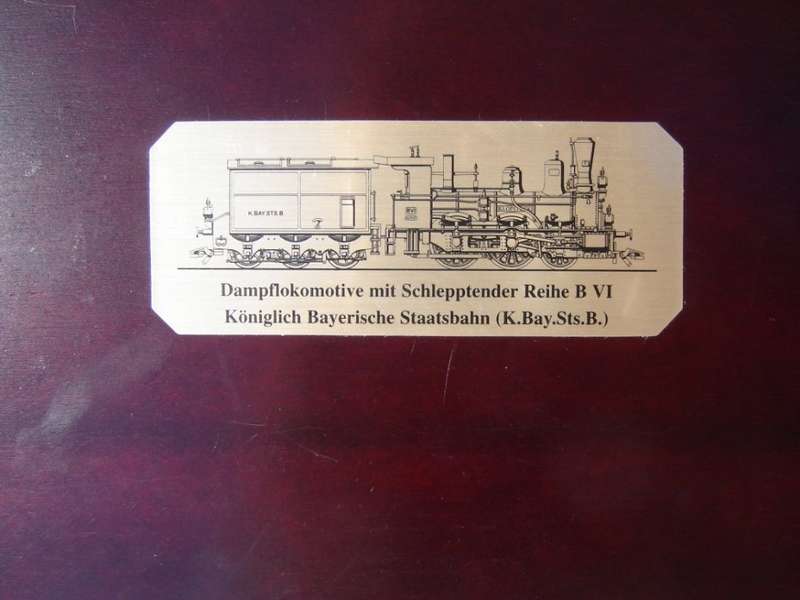 K.BAY.STS.B
Dampflokomotive mit Schlepptender Reihe B VI
Königlich Bayerische Staatsbahn (K.Bay.Sts.B.)